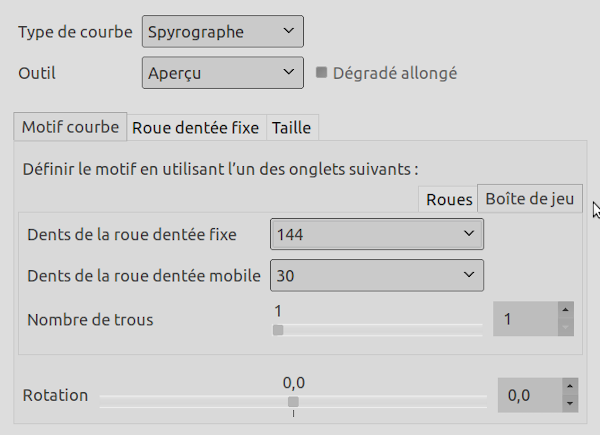 Type de courbe Spyrographe
Outil Aperçu Dégradé allongé
Motif courbe Roue dentée fixe Taille
Définir le motif en utilisant l’un des onglets suivants :
Roues Boîte de jeu
Dents de la roue dentée fixe 144
Dents de la roue dentée mobile 30
1
Nombre de trous 1
0,0
Rotation 0,0